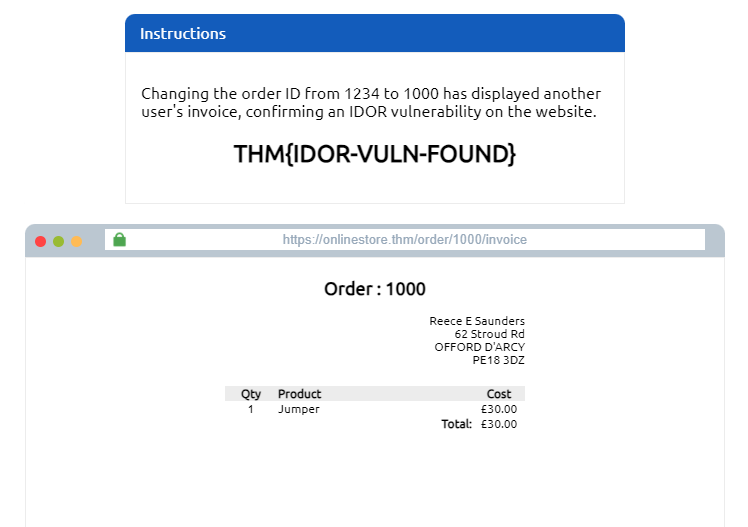 Instructions
Changing the order ID from 1234 to 1000 has displayed another
user's invoice, confirming an IDOR vulnerability on the website.
THM{IDOR-VULN-FOUND}
https://onlinestore.thm/order/1000/invoice
Order : 1000
Reece E Saunders
62 Stroud Rd
OFFORD D'ARCY
PE18 3DZ
Qty Product Cost
1 Jumper £30.00
Total: £30.00